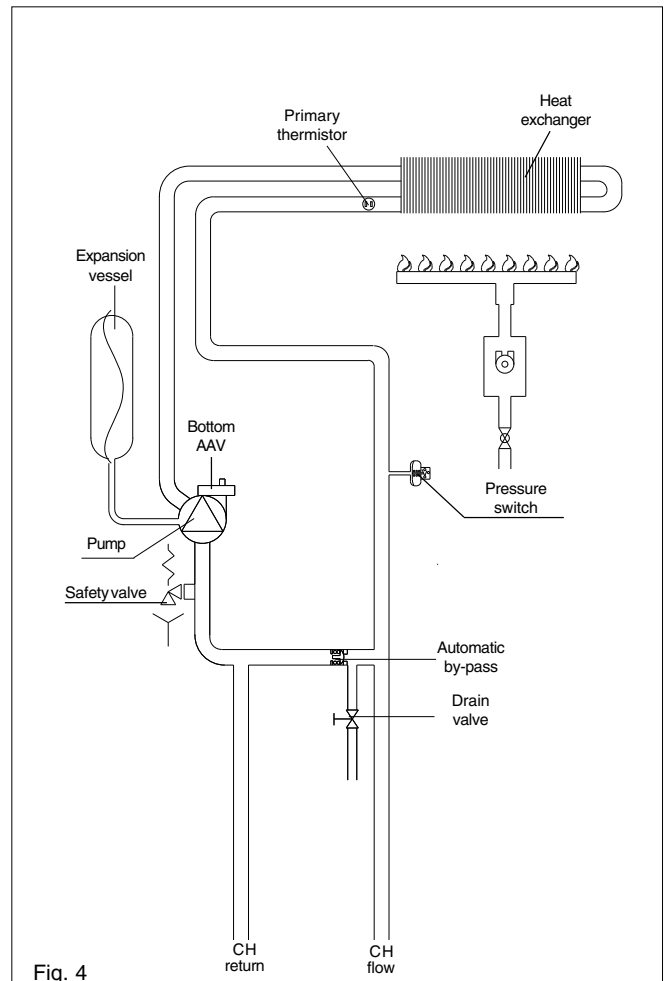 Heat
exchanger
Primary
thermistor
Expansion
vessel
Bottom
AAV
Pressure
switch
Pump
Safety valve
Automatic
by-pass
Drain
valve
CH
return
CH
flow
Fig. 4